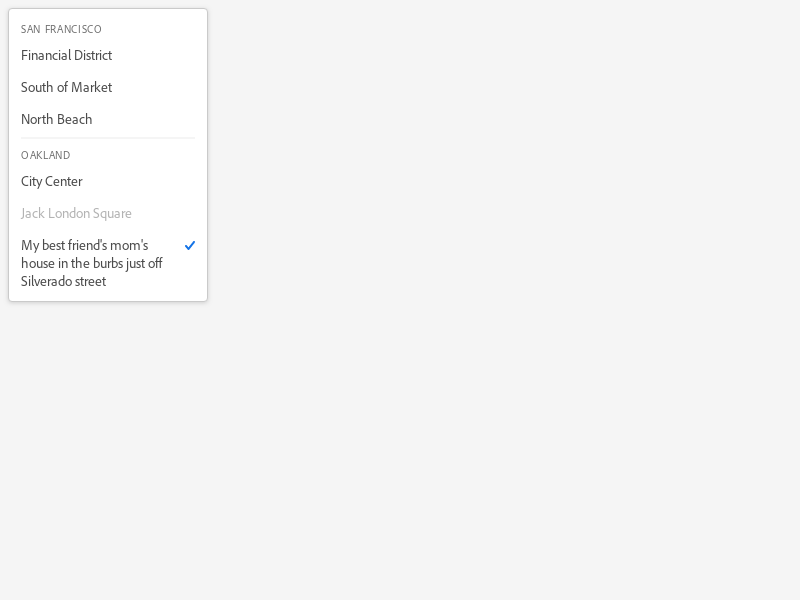 SAN FRANCISCO
Financial District
South of Market
North Beach
OAKLAND
City Center
Jack London Square
My best friend's mom's
house in the burbs just off
Silverado street